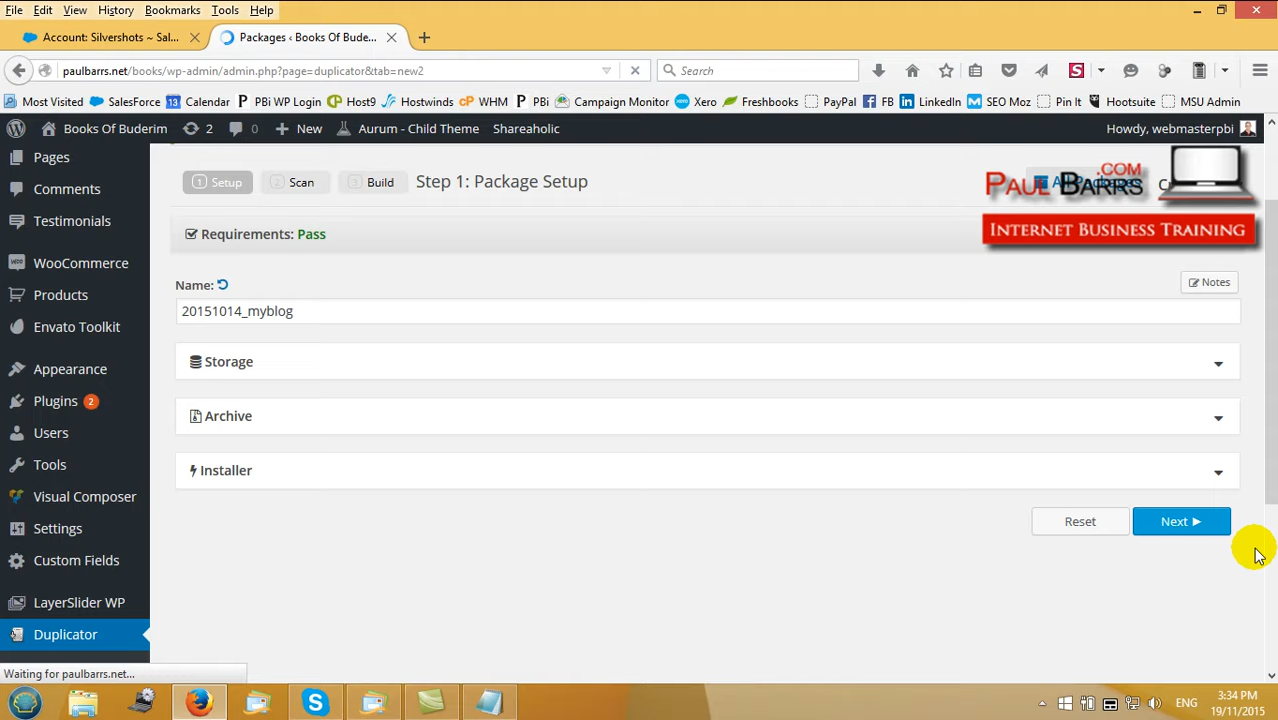 File Edit View History Bookmarks Tools Help
Account: Silvershots ~ Sal... Packages ‹ Books Of Buderim...
paulbarrs.net/books/wp-admin/admin.php?page=duplicator&tab=new2 Search
Most Visited SalesForce Calendar PBi WP Login Host9 Hostwinds WHM PBi Campaign Monitor Xero Freshbooks PayPal FB LinkedIn SEO Moz Pin It Hootsuite MSU Admin
Books Of Buderim 2 0 New Aurum - Child Theme Shareaholic Howdy, webmasterpbi
Pages
Comments
Testimonials
WooCommerce
Products
Envato Toolkit
Appearance
Plugins 2
Users
Tools
Visual Composer
Settings
Custom Fields
LayerSlider WP
Duplicator
1 Setup 2 Scan 3 Build Step 1: Package Setup
PAUL BARRS .COM
INTERNET BUSINESS TRAINING
Requirements: Pass
Name: Notes
20151014_myblog
Storage
Archive
Installer
Reset Next
Waiting for paulbarrs.net...
ENG 3:34 PM
19/11/2015